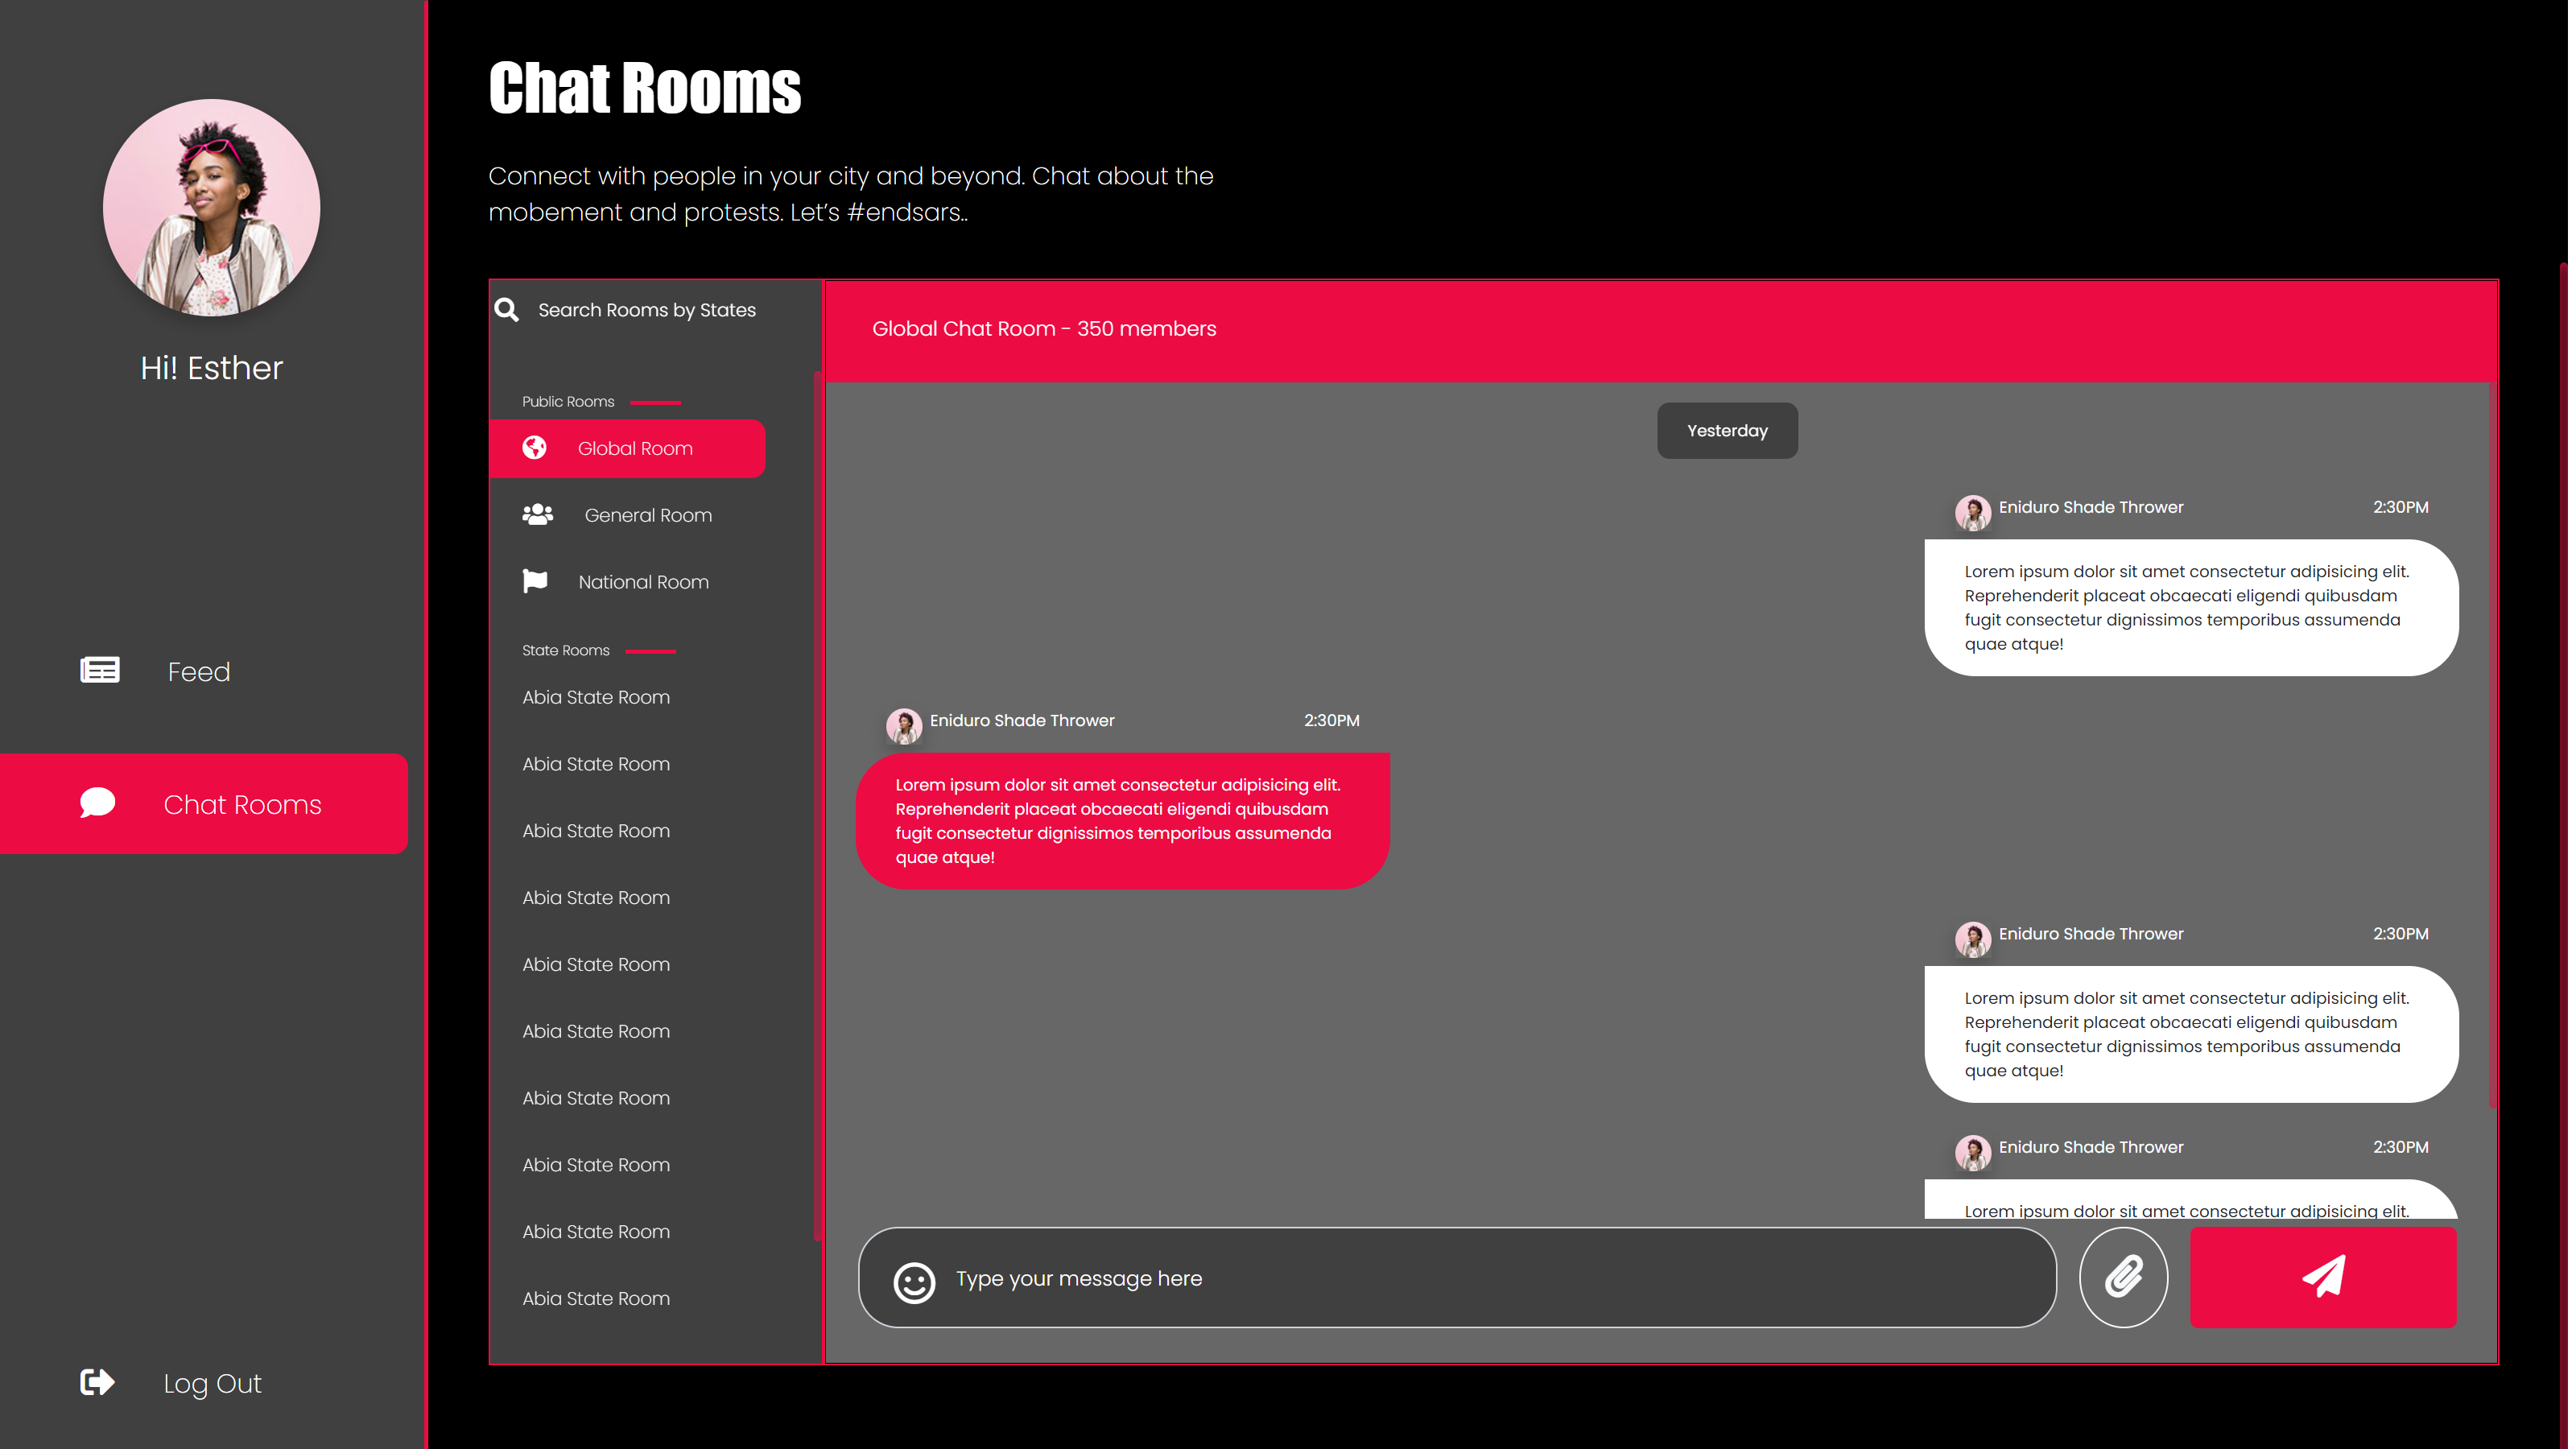 Hi! Esther
Feed
Chat Rooms
Log Out
Chat Rooms
Connect with people in your city and beyond. Chat about the
mobement and protests. Let's #endsars..
Search Rooms by States
Public Rooms
Global Room
General Room
National Room
State Rooms
Abia State Room
Abia State Room
Abia State Room
Abia State Room
Abia State Room
Abia State Room
Abia State Room
Abia State Room
Abia State Room
Abia State Room
Global Chat Room - 350 members
Yesterday
Eniduro Shade Thrower 2:30PM
Lorem ipsum dolor sit amet consectetur adipisicing elit.
Reprehenderit placeat obcaecati eligendi quibusdam
fugit consectetur dignissimos temporibus assumenda
quae atque!
Eniduro Shade Thrower 2:30PM
Lorem ipsum dolor sit amet consectetur adipisicing elit.
Reprehenderit placeat obcaecati eligendi quibusdam
fugit consectetur dignissimos temporibus assumenda
quae atque!
Eniduro Shade Thrower 2:30PM
Lorem ipsum dolor sit amet consectetur adipisicing elit.
Reprehenderit placeat obcaecati eligendi quibusdam
fugit consectetur dignissimos temporibus assumenda
quae atque!
Eniduro Shade Thrower 2:30PM
Lorem ipsum dolor sit amet consectetur adipisicing elit.
Type your message here